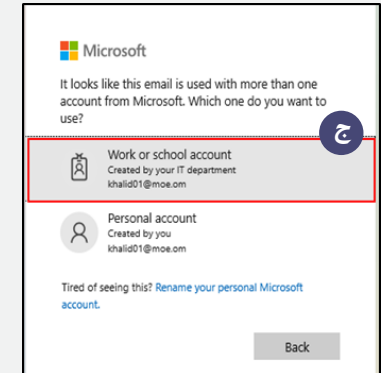 Microsoft
It looks like this email is used with more than one
account from Microsoft. Which one do you want to
use?
ج
Work or school account
Created by your IT department
khalid01@moe.om
Personal account
Created by you
khalid01@moe.om
Tired of seeing this? Rename your personal Microsoft
account.
Back